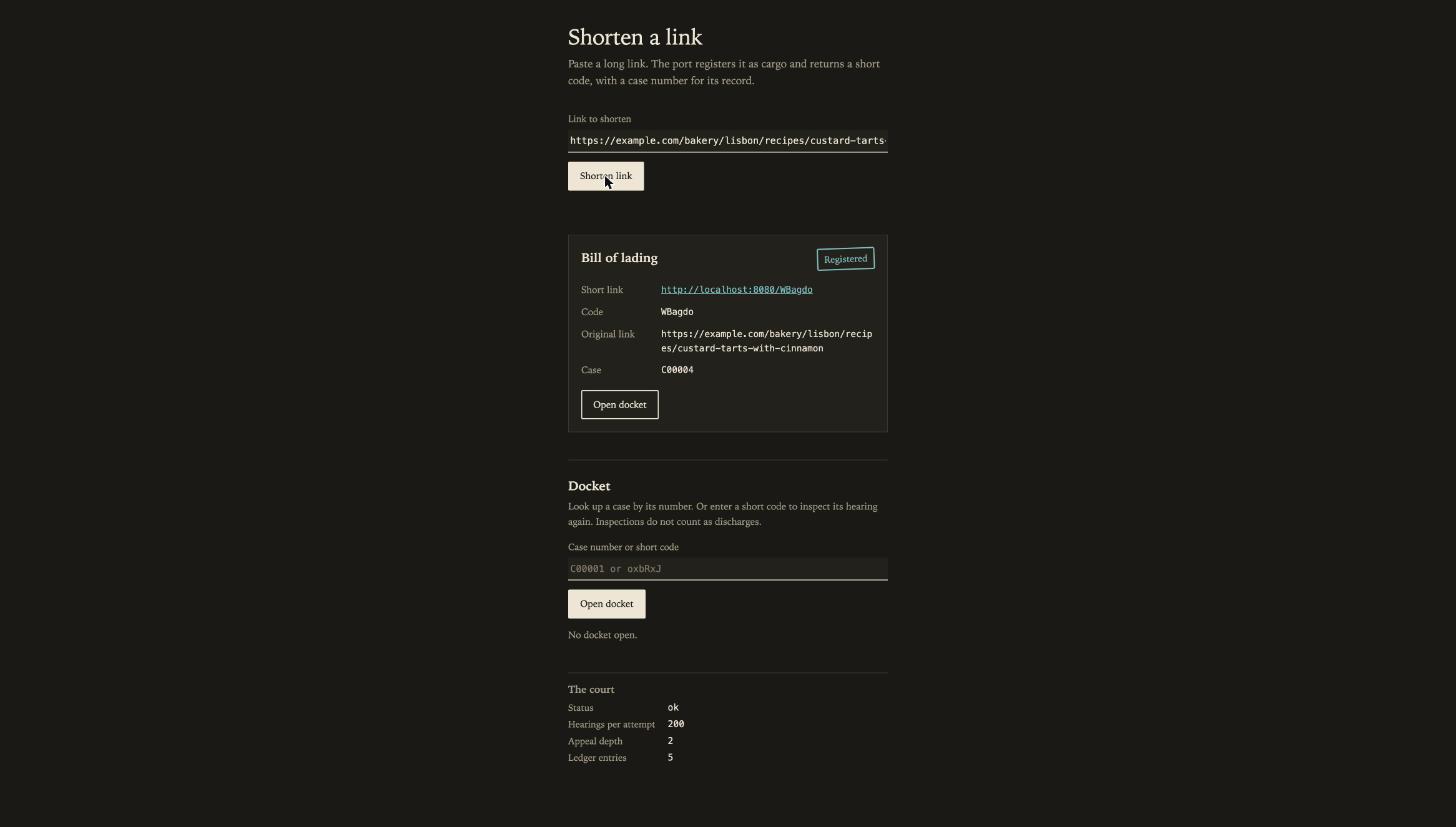 Shorten a link
Paste a long link. The port registers it as cargo and returns a short
code, with a case number for its record.
Link to shorten
https://example.com/bakery/lisbon/recipes/custard-tarts-
Shorten link
Bill of lading
Registered
Short link http://localhost:8080/WBagdo
Code WBagdo
Original link https://example.com/bakery/lisbon/recip
es/custard-tarts-with-cinnamon
Case C00004
Open docket
Docket
Look up a case by its number. Or enter a short code to inspect its hearing
again. Inspections do not count as discharges.
Case number or short code
C00001 or oxbRxJ
Open docket
No docket open.
The court
Status ok
Hearings per attempt 200
Appeal depth 2
Ledger entries 5